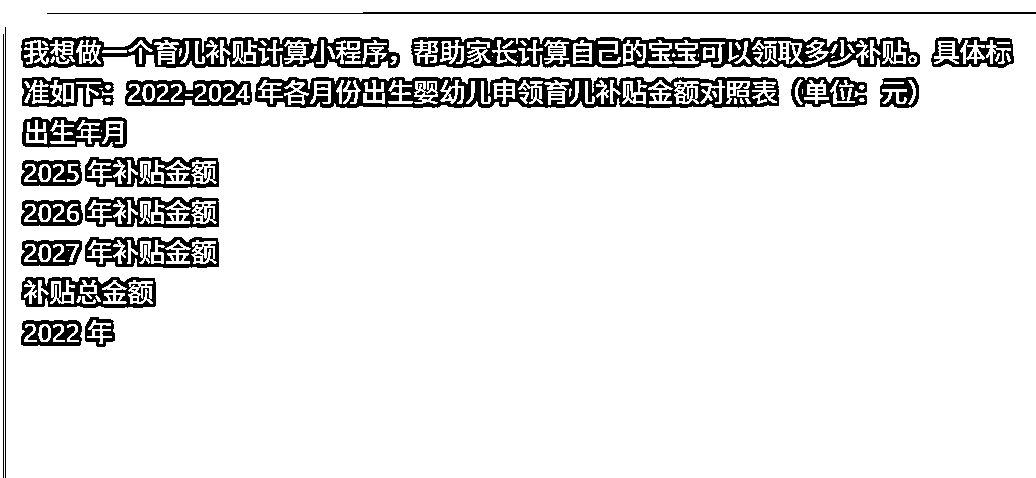 我想做一个育儿补贴计算小程序，帮助家长计算自己的宝宝可以领取多少补贴。具体标
准如下：2022-2024 年各月份出生婴幼儿申领育儿补贴金额对照表（单位：元）
出生年月
2025 年补贴金额
2026 年补贴金额
2027 年补贴金额
补贴总金额
2022 年